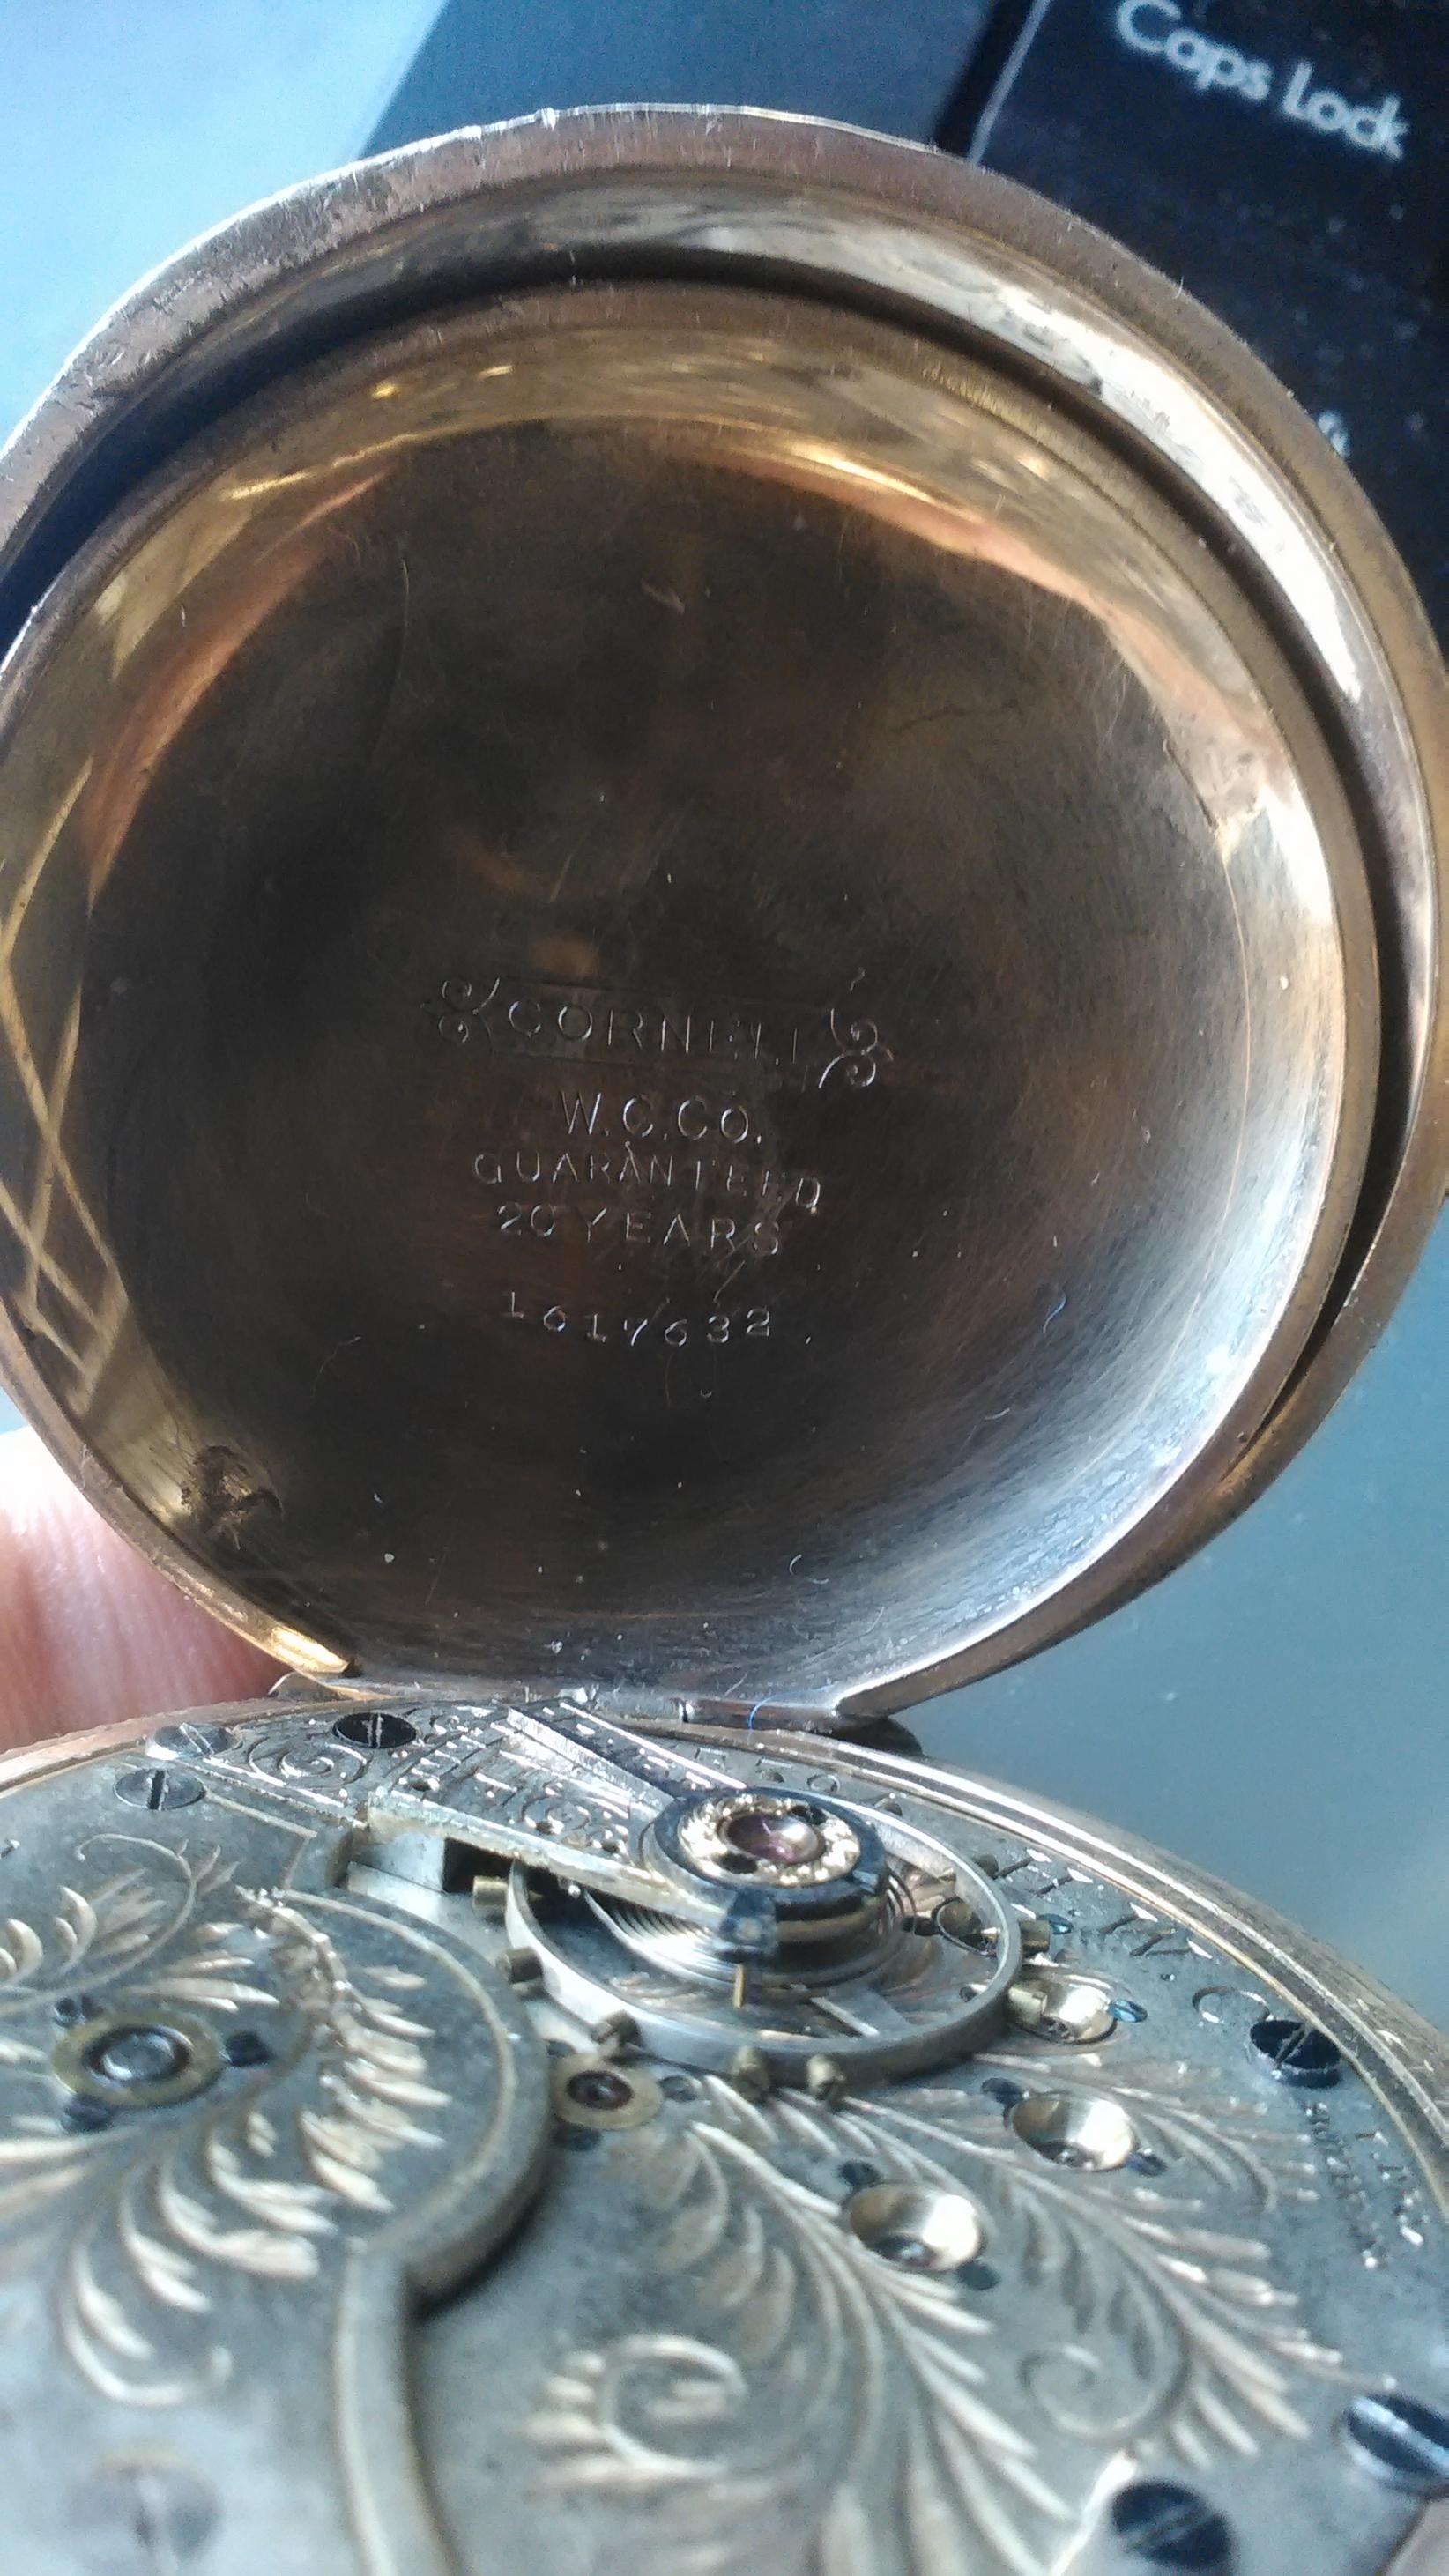 Caps Lock
CORNELL
W.C.CO.
GUARANTEED
20 YEARS
1617632